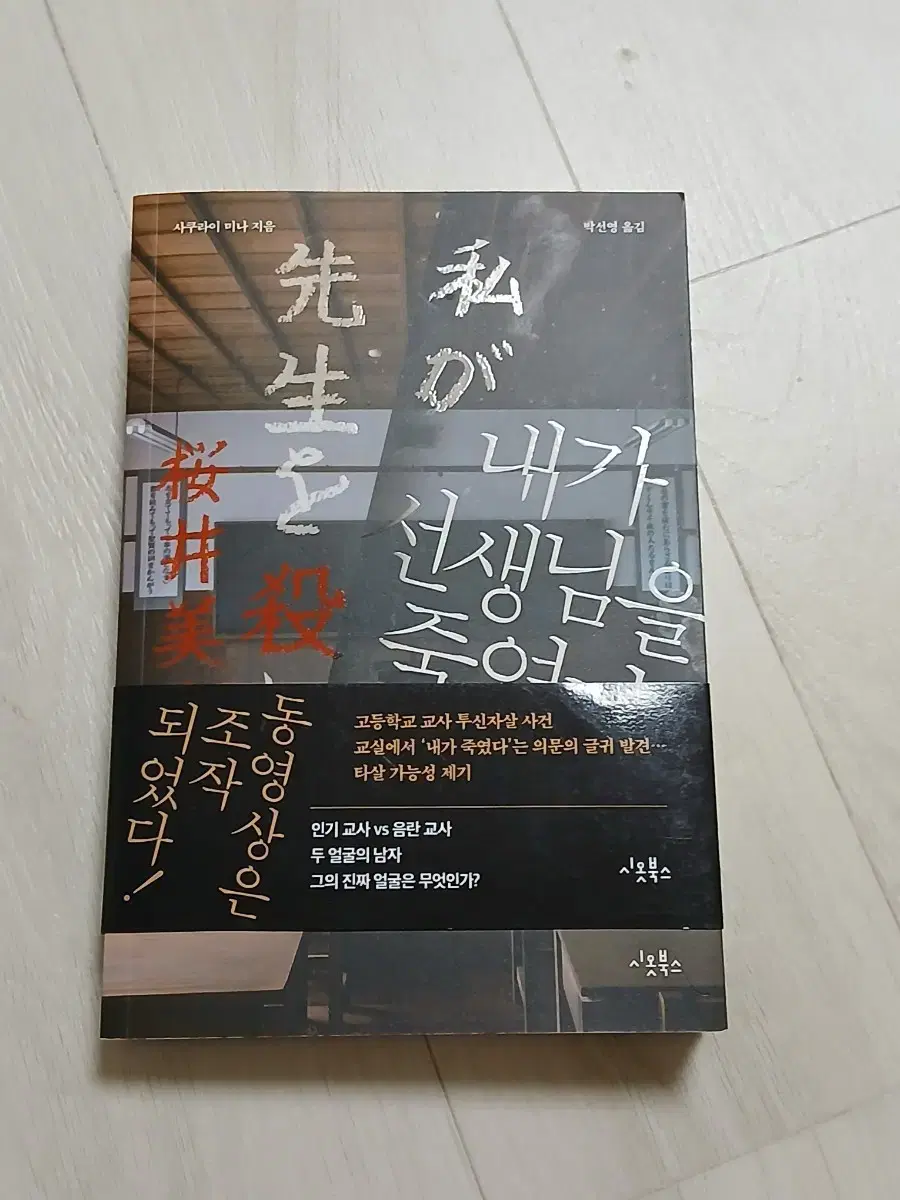 사쿠라이 미나 지음
박선영 옮김
私が
先生を殺
桜井美
내가
선생님을
죽였
동영상은
조작
되었다!
고등학교 교사 투신자살 사건
교실에서 ‘내가 죽였다’는 의문의 글귀 발견…
타살 가능성 제기
인기 교사 vs 음란 교사
두 얼굴의 남자
그의 진짜 얼굴은 무엇인가?
시옷북스
시옷북스